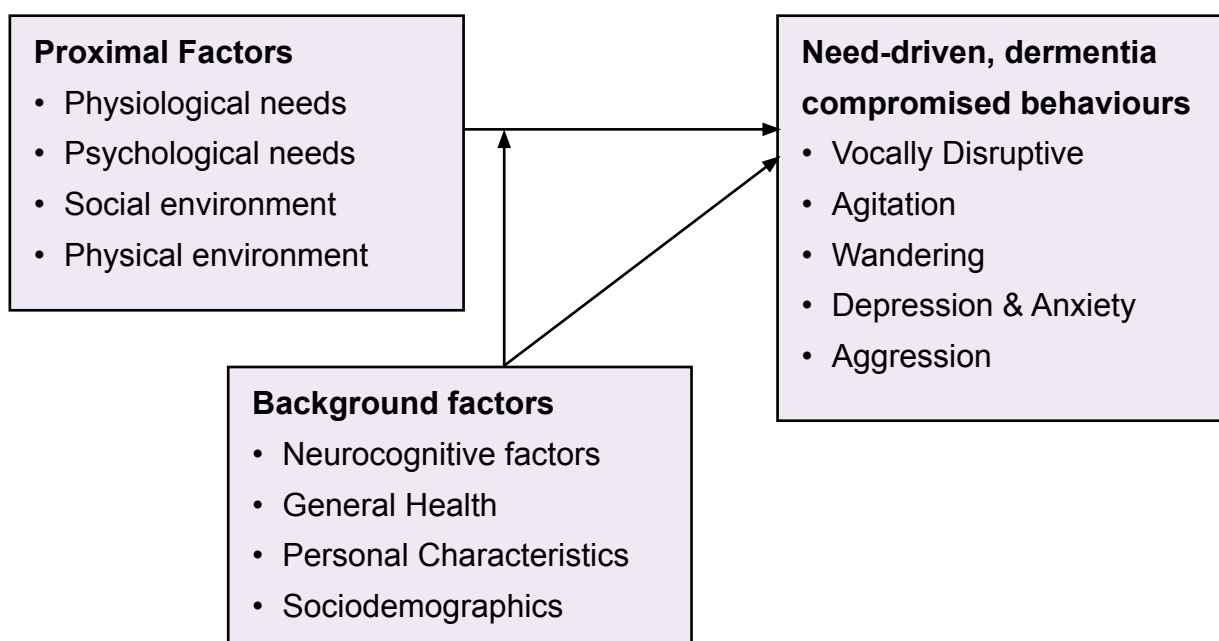 Proximal Factors
• Physiological needs
• Psychological needs
• Social environment
• Physical environment
Need-driven, dermentia
compromised behaviours
• Vocally Disruptive
• Agitation
• Wandering
• Depression & Anxiety
• Aggression
Background factors
• Neurocognitive factors
• General Health
• Personal Characteristics
• Sociodemographics